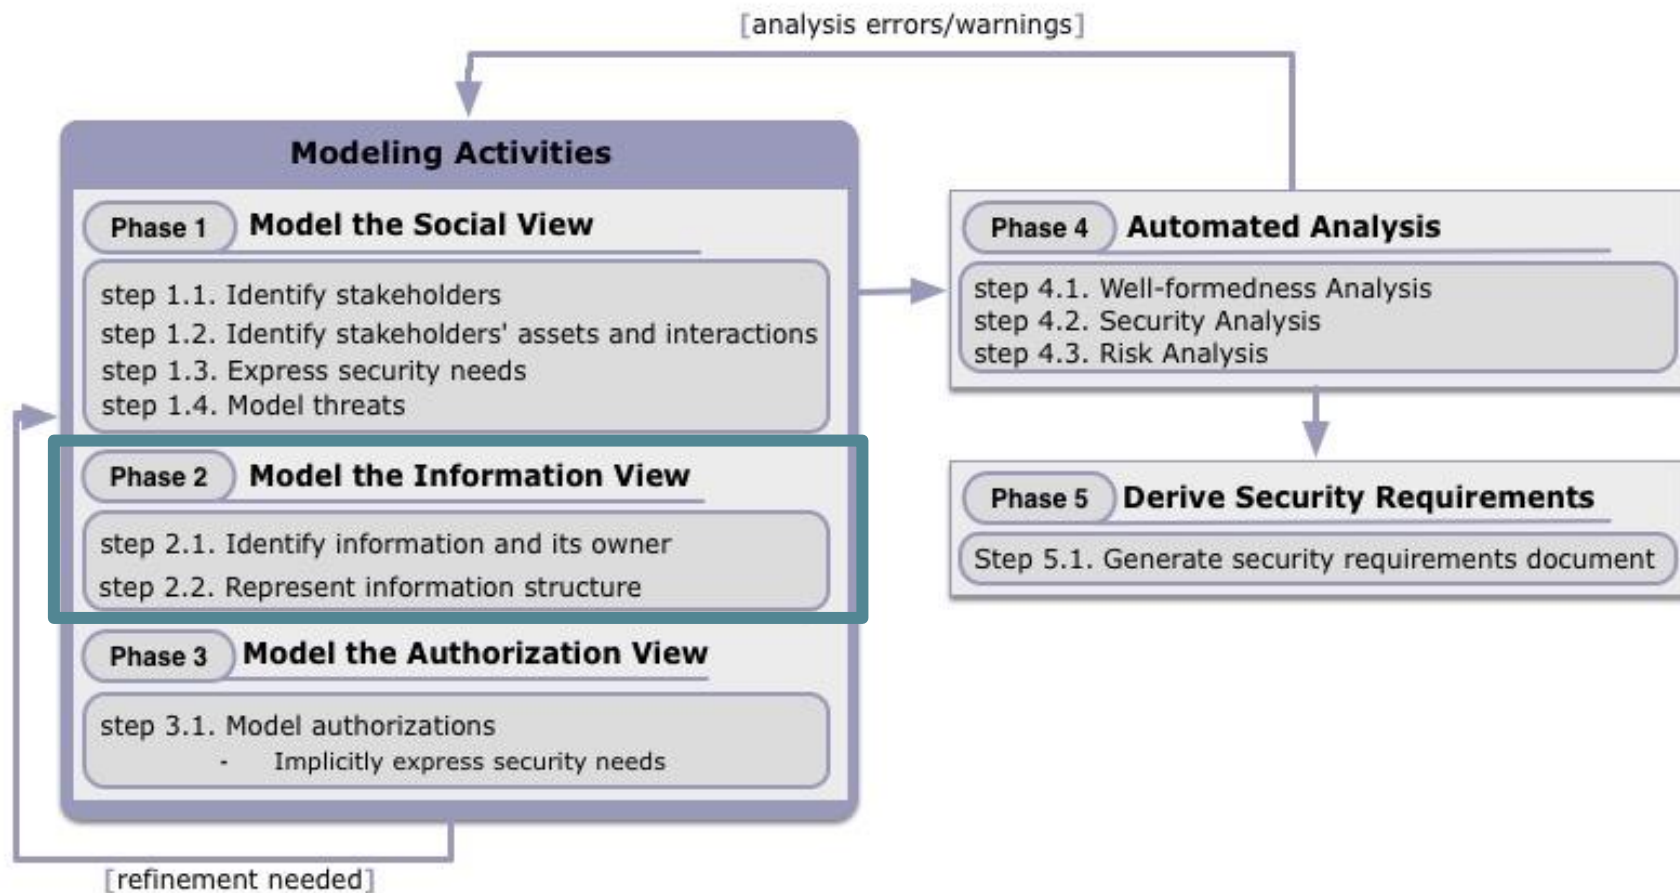 [analysis errors/warnings]
Modeling Activities
Phase 1 Model the Social View
step 1.1. Identify stakeholders
step 1.2. Identify stakeholders' assets and interactions
step 1.3. Express security needs
step 1.4. Model threats
Phase 2 Model the Information View
step 2.1. Identify information and its owner
step 2.2. Represent information structure
Phase 3 Model the Authorization View
step 3.1. Model authorizations
- Implicitly express security needs
[refinement needed]
Phase 4 Automated Analysis
step 4.1. Well-formedness Analysis
step 4.2. Security Analysis
step 4.3. Risk Analysis
Phase 5 Derive Security Requirements
Step 5.1. Generate security requirements document